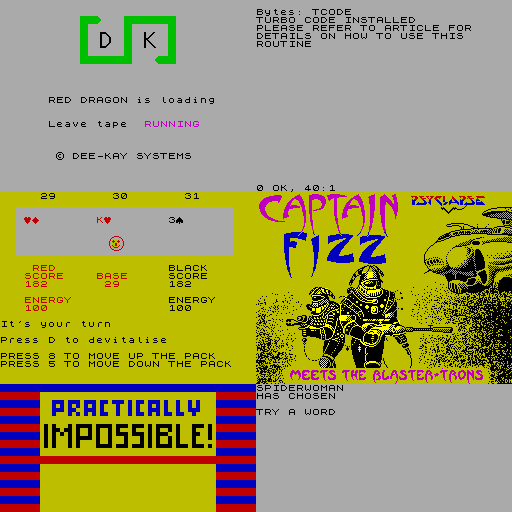 DK
RED DRAGON is loading
Leave tape RUNNING
© DEE-KAY SYSTEMS
Bytes: TCODE
TURBO CODE INSTALLED
PLEASE REFER TO ARTICLE FOR
DETAILS ON HOW TO USE THIS
ROUTINE
0 OK, 40:1
29 30 31
♥♦ K♥ 3♠
RED BLACK
SCORE BASE SCORE
182 29 182
ENERGY ENERGY
100 100
It's your turn
Press D to devitalise
PRESS 8 TO MOVE UP THE PACK
PRESS 5 TO MOVE DOWN THE PACK
CAPTAIN
FIZZ
PSYCLAPSE
MEETS THE BLASTER-TRONS
PRACTICALLY
IMPOSSIBLE!
SPIDERWOMAN
HAS CHOSEN
TRY A WORD